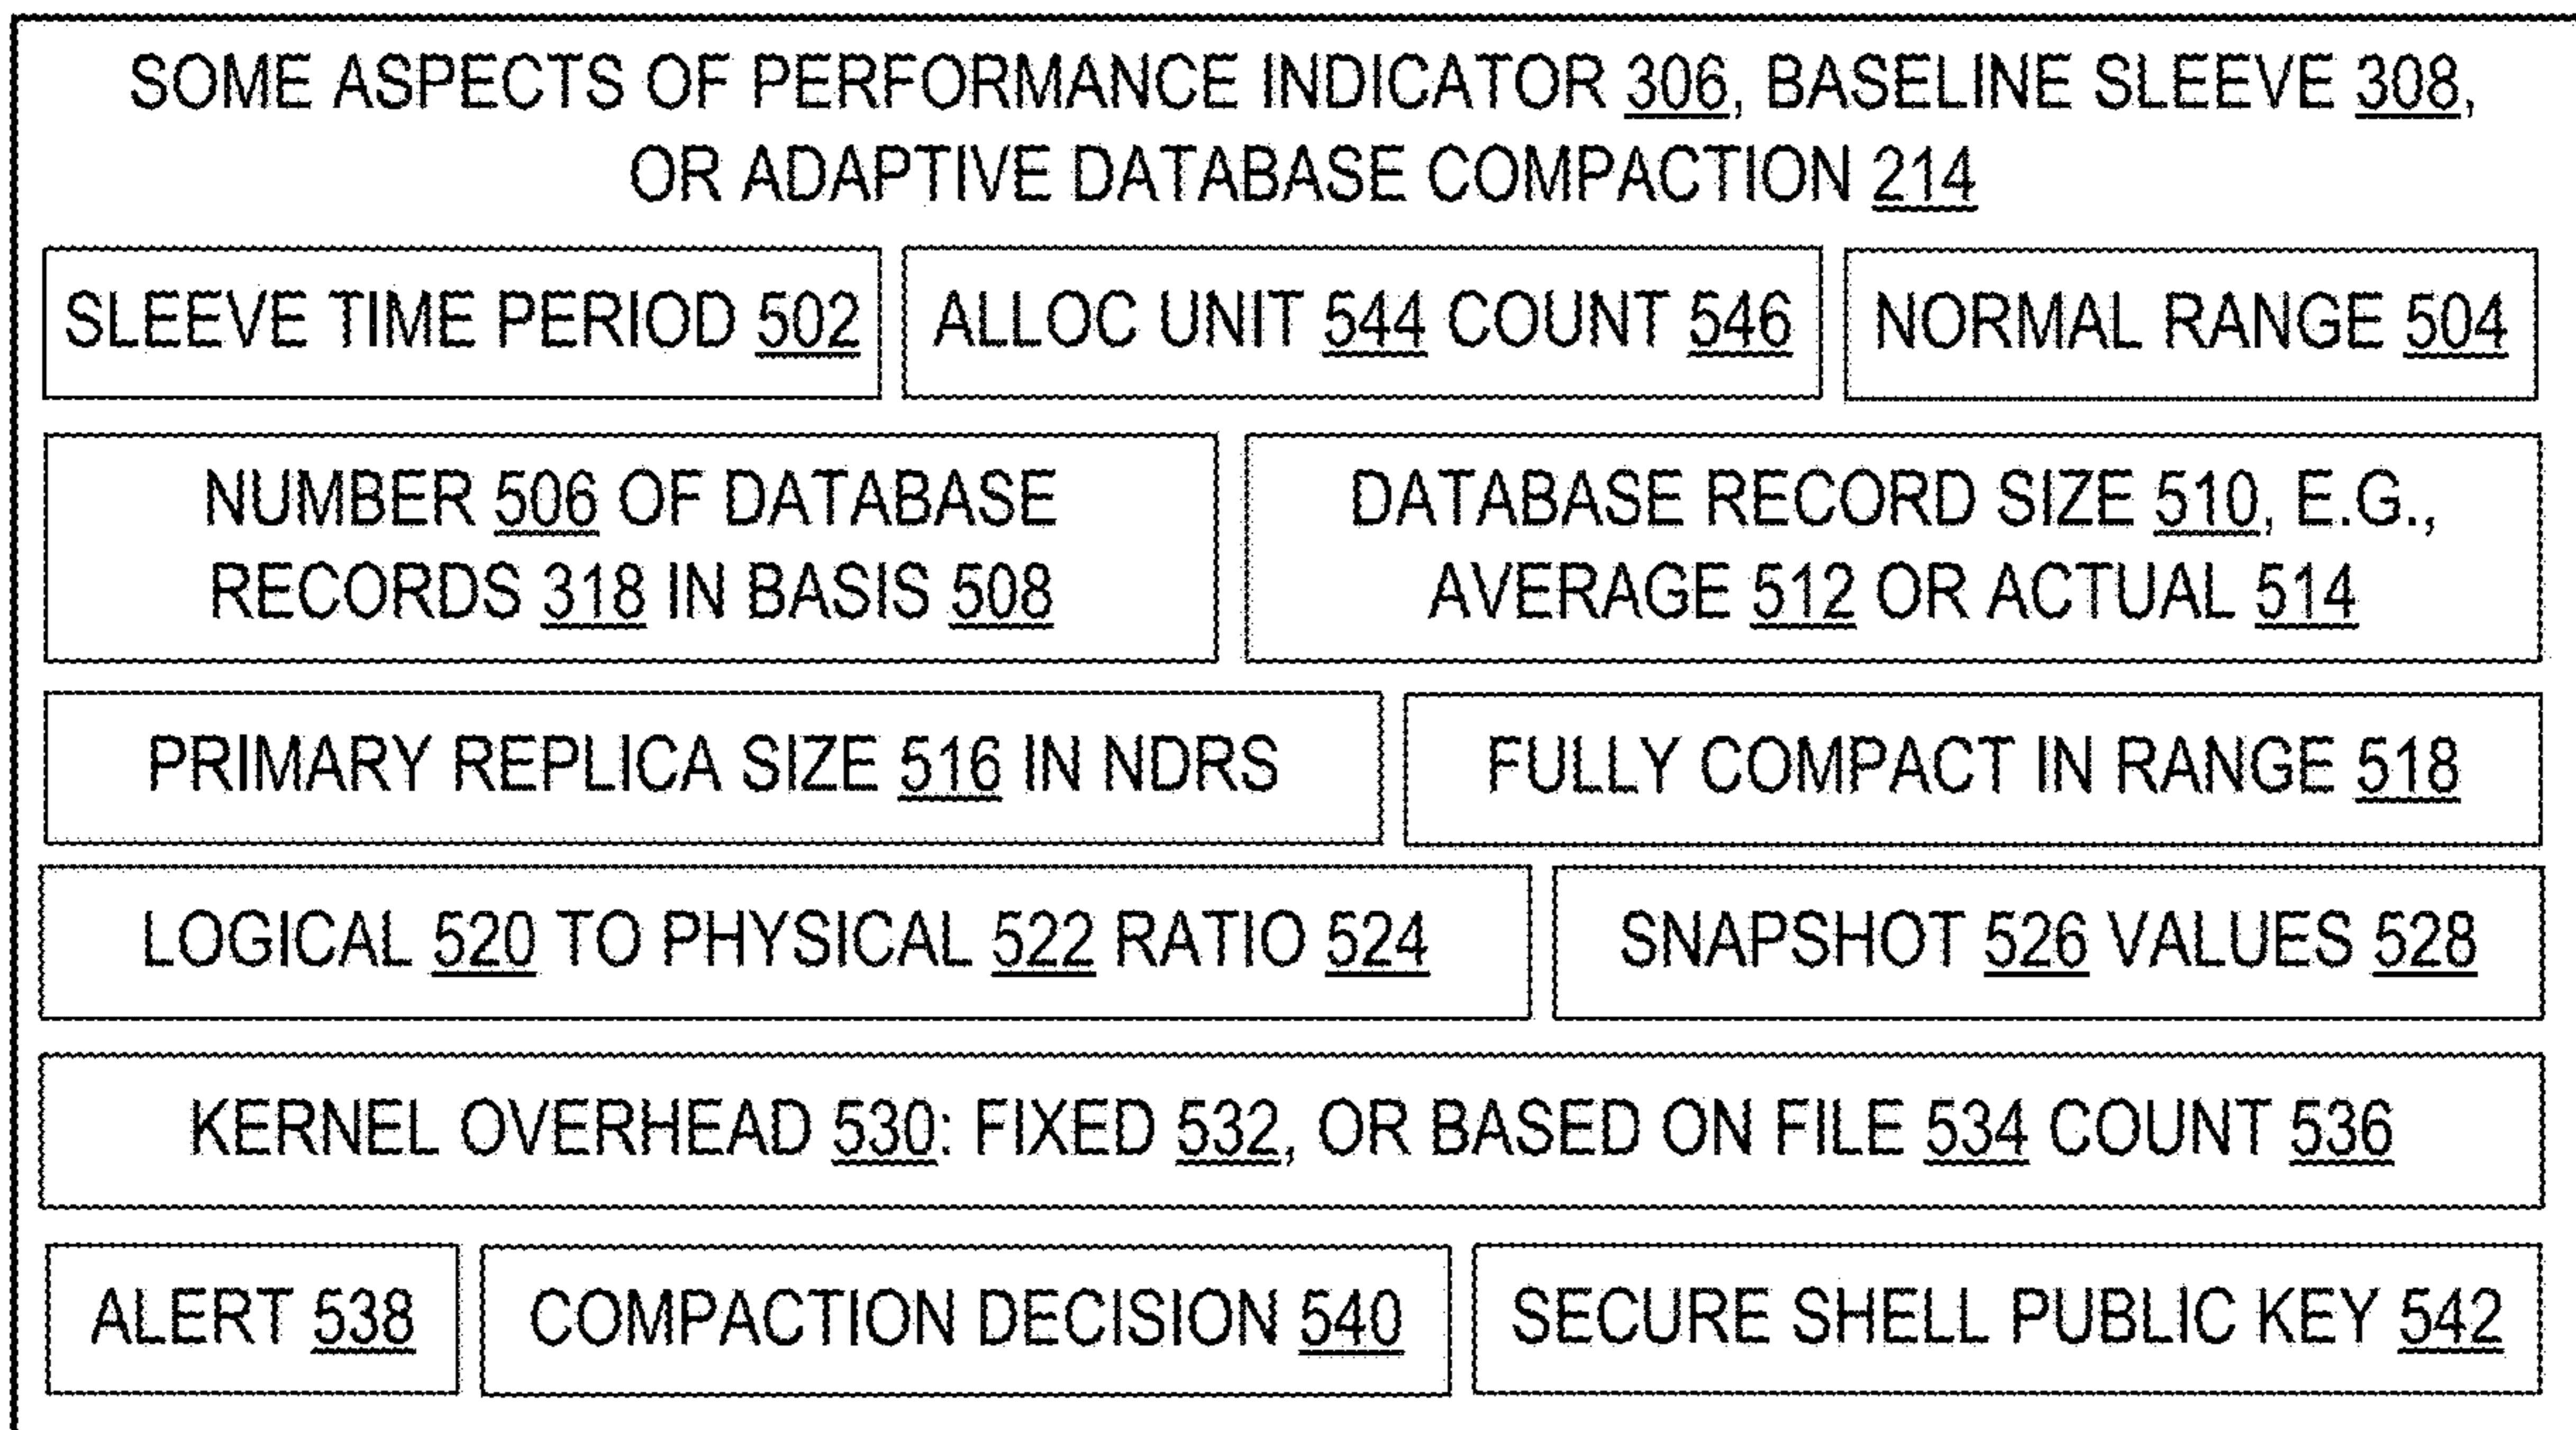 SOME ASPECTS OF PERFORMANCE INDICATOR 306, BASELINE SLEEVE 308,
OR ADAPTIVE DATABASE COMPACTION 214
SLEEVE TIME PERIOD 502
ALLOC UNIT 544 COUNT 546
NORMAL RANGE 504
NUMBER 506 OF DATABASE
RECORDS 318 IN BASIS 508
DATABASE RECORD SIZE 510, E.G.,
AVERAGE 512 OR ACTUAL 514
PRIMARY REPLICA SIZE 516 IN NDRS
FULLY COMPACT IN RANGE 518
LOGICAL 520 TO PHYSICAL 522 RATIO 524
SNAPSHOT 526 VALUES 528
KERNEL OVERHEAD 530: FIXED 532, OR BASED ON FILE 534 COUNT 536
ALERT 538
COMPACTION DECISION 540
SECURE SHELL PUBLIC KEY 542